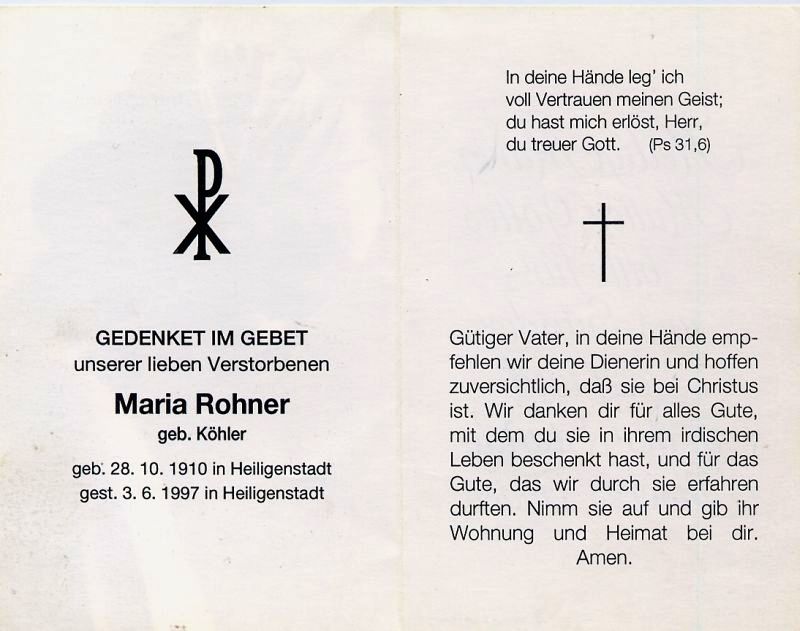 GEDENKET IM GEBET
unserer lieben Verstorbenen
Maria Rohner
geb. Köhler
geb. 28. 10. 1910 in Heiligenstadt
gest. 3. 6. 1997 in Heiligenstadt
In deine Hände leg' ich
voll Vertrauen meinen Geist;
du hast mich erlöst, Herr,
du treuer Gott. (Ps 31,6)
Gütiger Vater, in deine Hände emp-
fehlen wir deine Dienerin und hoffen
zuversichtlich, daß sie bei Christus
ist. Wir danken dir für alles Gute,
mit dem du sie in ihrem irdischen
Leben beschenkt hast, und für das
Gute, das wir durch sie erfahren
durften. Nimm sie auf und gib ihr
Wohnung und Heimat bei dir.
Amen.